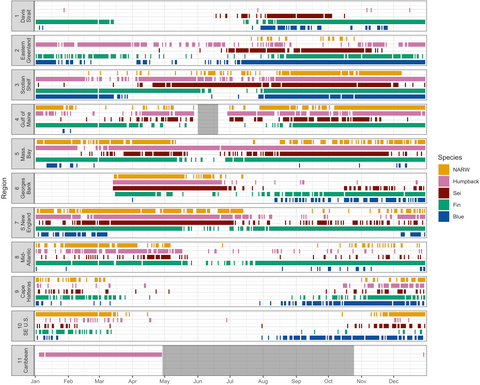 Region
1
Davis
Strait
2
Eastern
Greenland
3
Scotian
Shelf
4
Gulf of
Maine
5
Mass.
Bay
6
Georges
Bank
7
S.New
England
8
Mid-
Atlantic
9
Cape
Hatteras
10
SE U.S.
11
Caribbean
Jan Feb Mar Apr May Jun Jul Aug Sep Oct Nov Dec
Species
NARW
Humpback
Sei
Fin
Blue